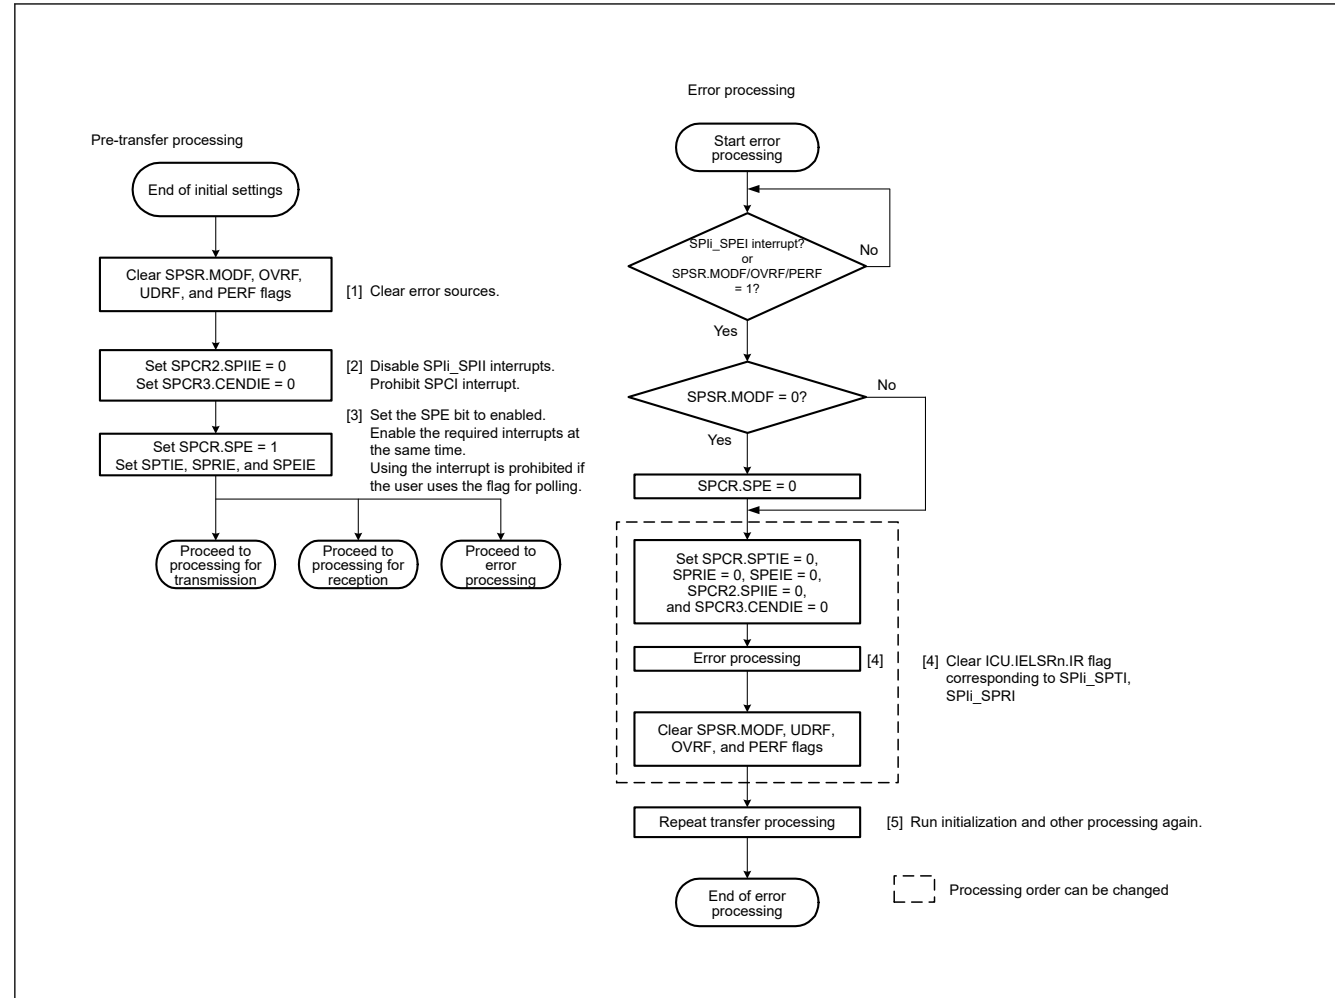 Pre-transfer processing
End of initial settings
Clear SPSR.MODF, OVRF,
UDRF, and PERF flags
[1] Clear error sources.
Set SPCR2.SPIIE = 0
Set SPCR3.CENDIE = 0
[2] Disable SPIi_SPII interrupts.
Prohibit SPCI interrupt.
Set SPCR.SPE = 1
Set SPTIE, SPRIE, and SPEIE
[3] Set the SPE bit to enabled.
Enable the required interrupts at
the same time.
Using the interrupt is prohibited if
the user uses the flag for polling.
Proceed to
processing for
transmission
Proceed to
processing for
reception
Proceed to
error
processing
Error processing
Start error
processing
SPIi_SPEI interrupt?
or
SPSR.MODF/OVRF/PERF
= 1?
No
Yes
SPSR.MODF = 0?
No
Yes
SPCR.SPE = 0
Set SPCR.SPTIE = 0,
SPRIE = 0, SPEIE = 0,
SPCR2.SPIIE = 0,
and SPCR3.CENDIE = 0
Error processing
[4]
[4] Clear ICU.IELSRn.IR flag
corresponding to SPIi_SPTI,
SPIi_SPRI
Clear SPSR.MODF, UDRF,
OVRF, and PERF flags
Repeat transfer processing
[5] Run initialization and other processing again.
End of error
processing
Processing order can be changed